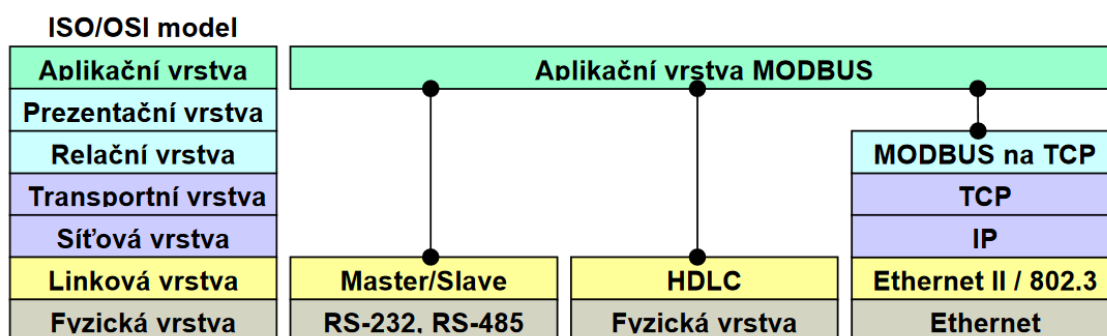 ISO/OSI model
Aplikační vrstva
Aplikační vrstva MODBUS
Prezentační vrstva
Relační vrstva
MODBUS na TCP
Transportní vrstva
TCP
Síťová vrstva
IP
Linková vrstva
Master/Slave
HDLC
Ethernet II / 802.3
Fyzická vrstva
RS-232, RS-485
Fyzická vrstva
Ethernet